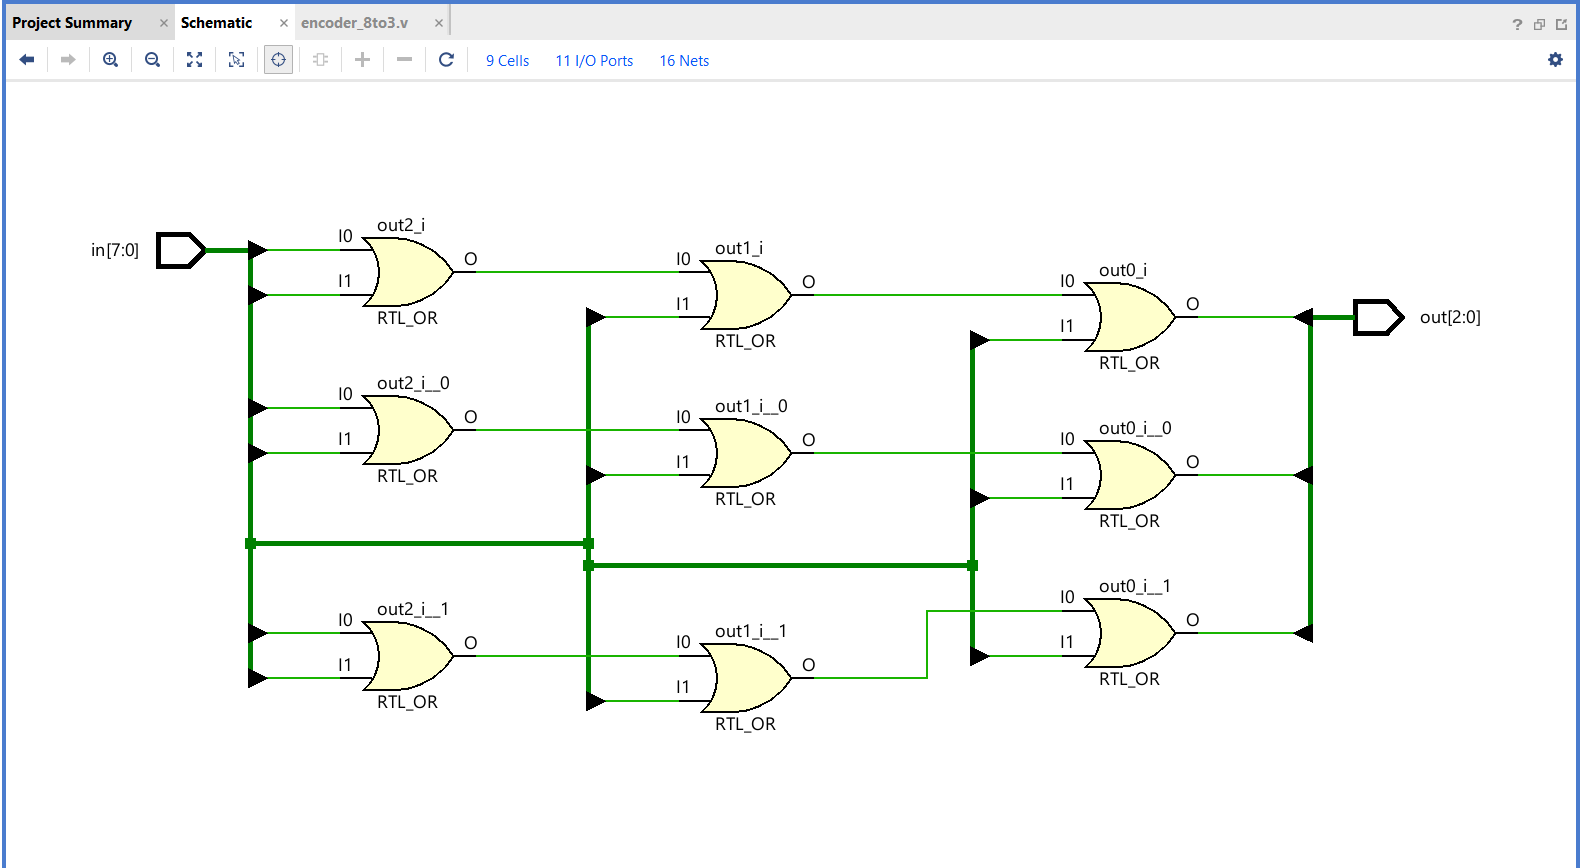 Project Summary × Schematic × encoder_8to3.v ×
?
9 Cells 11 I/O Ports 16 Nets
in[7:0]
out2_i
I0
I1
O
RTL_OR
out1_i
I0
I1
O
RTL_OR
out0_i
I0
I1
O
RTL_OR
out[2:0]
out2_i__0
I0
I1
O
RTL_OR
out1_i__0
I0
I1
O
RTL_OR
out0_i__0
I0
I1
O
RTL_OR
out2_i__1
I0
I1
O
RTL_OR
out1_i__1
I0
I1
O
RTL_OR
out0_i__1
I0
I1
O
RTL_OR